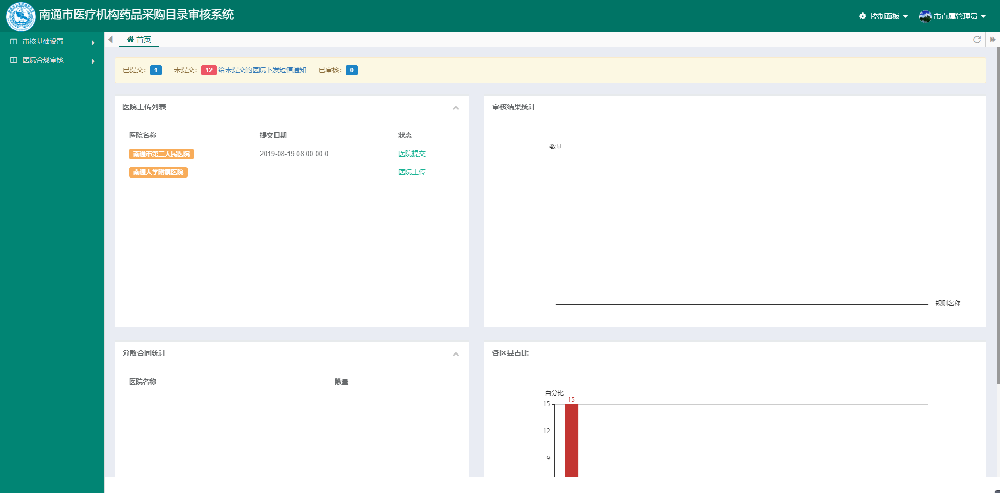 南通市医疗机构药品采购目录审核系统
控制面板
市直属管理员
审核基础设置
医院合规审核
首页
已提交： 1 未提交： 12 给未提交的医院下发短信通知 已审核： 0
医院上传列表
医院名称 提交日期 状态
南通市第三人民医院 2019-08-19 08:00:00.0 医院提交
南通大学附属医院 医院上传
审核结果统计
数量
规则名称
分散合同统计
医院名称 数量
各区县占比
百分比
15
15
12
9